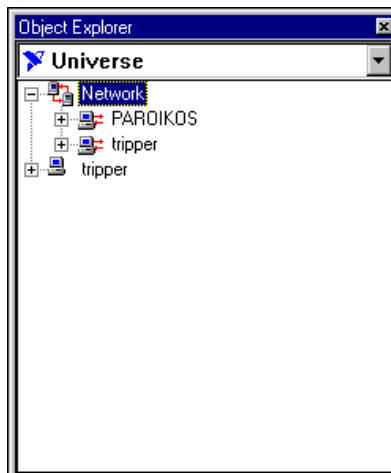 Object Explorer
Universe
Network
PAROIKOS
tripper
tripper